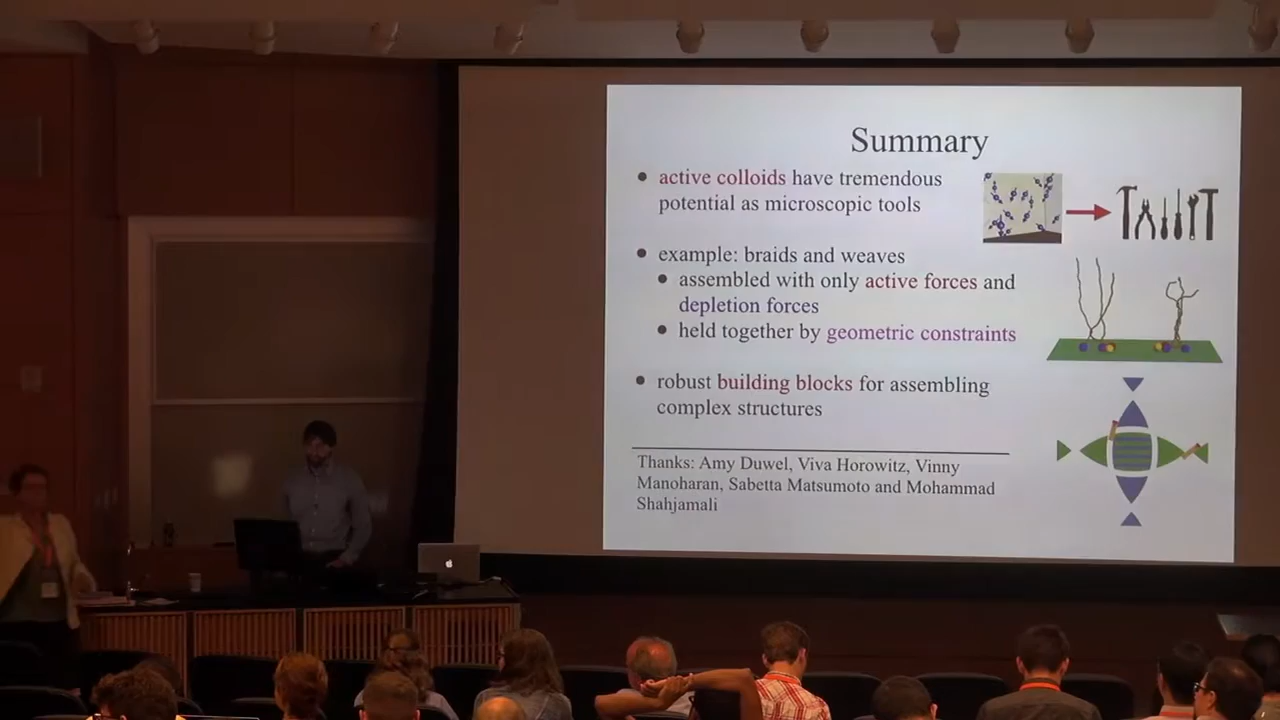 Summary
active colloids have tremendous
potential as microscopic tools
example: braids and weaves
assembled with only active forces and
depletion forces
held together by geometric constraints
robust building blocks for assembling
complex structures
Thanks: Amy Duwel, Viva Horowitz, Vinny
Manoharan, Sabetta Matsumoto and Mohammad
Shahjamali